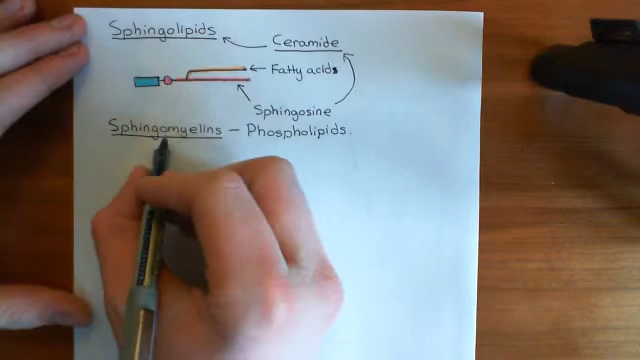 Sphingolipids
Ceramide
Fatty acids
Sphingosine
Sphingomyelins – Phospholipids.